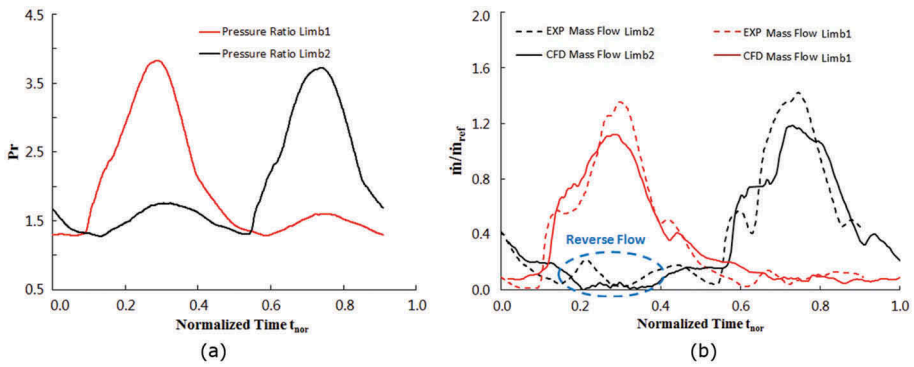 (a)
Pressure Ratio Limb1
Pressure Ratio Limb2
Pr
4.5
3.5
2.5
1.5
0.5
0.0 0.2 0.4 0.6 0.8 1.0
Normalized Time tnor
(a)
(b)
EXP Mass Flow Limb2
EXP Mass Flow Limb1
CFD Mass Flow Limb2
CFD Mass Flow Limb1
ṁ/ṁref
2.0
1.6
1.2
0.8
0.4
0.0
Reverse Flow
0.0 0.2 0.4 0.6 0.8 1.0
Normalized Time tnor
(b)